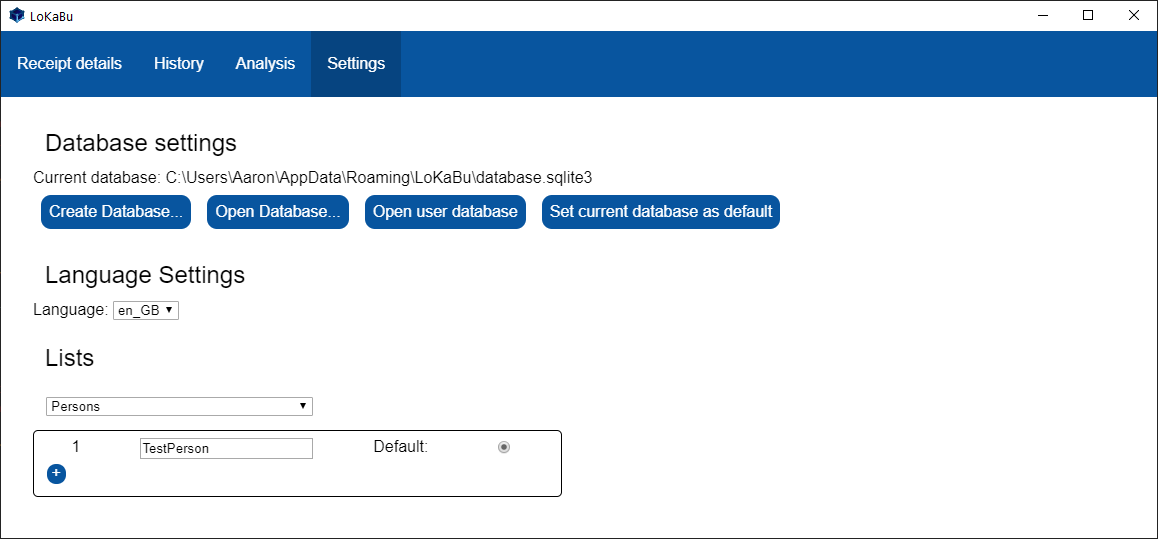 LoKaBu
Receipt details History Analysis Settings
Database settings
Current database: C:\Users\Aaron\AppData\Roaming\LoKaBu\database.sqlite3
Create Database... Open Database... Open user database Set current database as default
Language Settings
Language: en_GB
Lists
Persons
1 TestPerson Default:
+